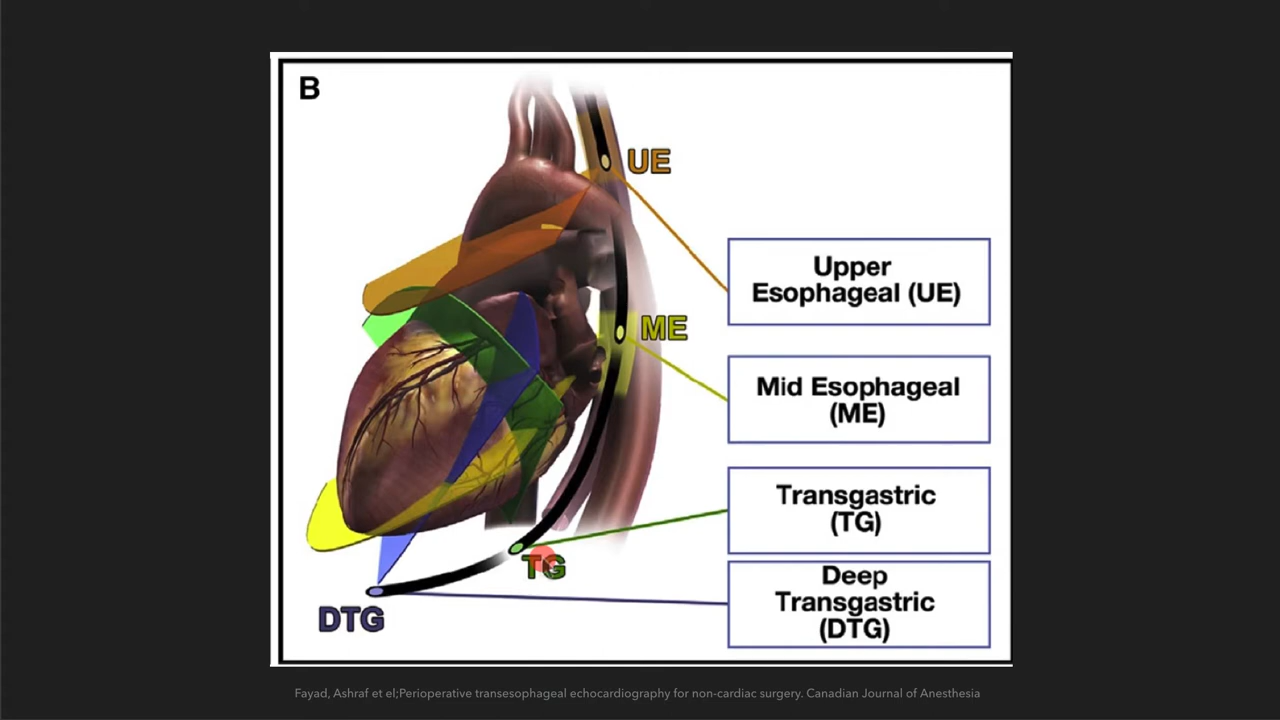 B
UE
Upper
Esophageal (UE)
ME
Mid Esophageal
(ME)
Transgastric
(TG)
TG
Deep
Transgastric
(DTG)
DTG
Fayad, Ashraf et el;Perioperative transesophageal echocardiography for non-cardiac surgery. Canadian Journal of Anesthesia